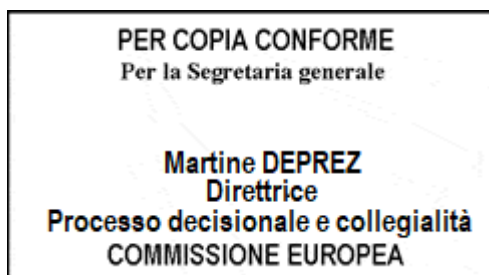 PER COPIA CONFORME
Per la Segretaria generale
Martine DEPREZ
Direttrice
Processo decisionale e collegialità
COMMISSIONE EUROPEA